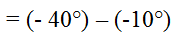 = (- 40°) – (-10°)